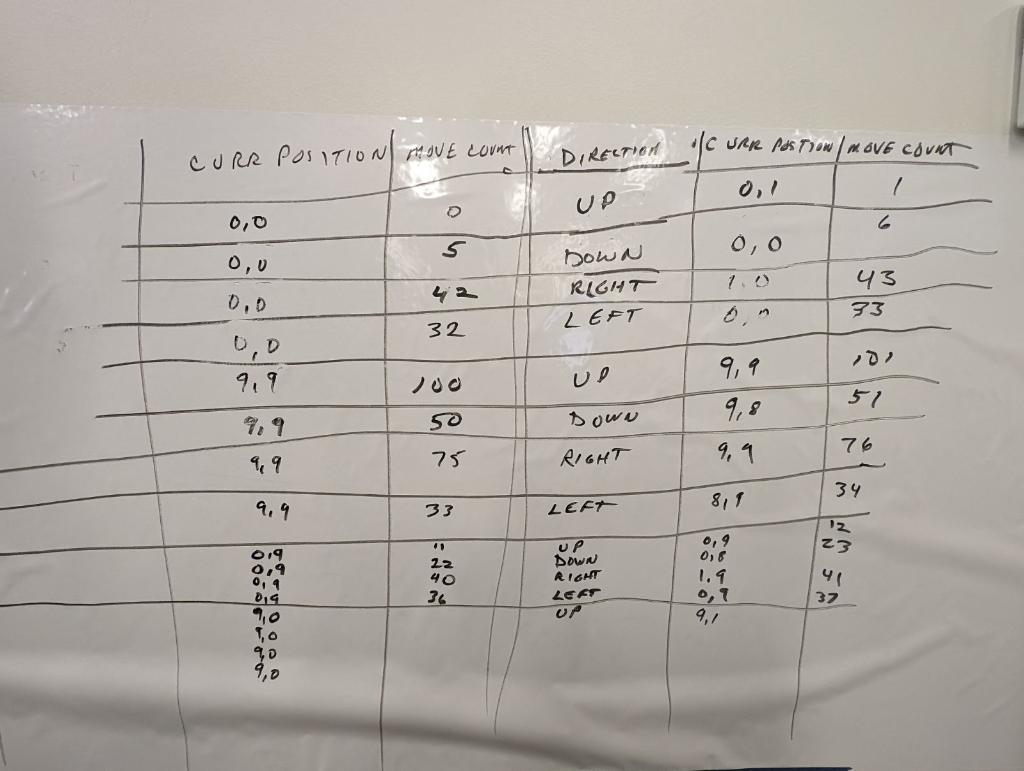 CURR POSITION MOVE COUNT DIRECTION CURR POSTION MOVE COUNT
0,0 0 UP 0,1 1
0,0 5 DOWN 0,0 6
0,0 42 RIGHT 1,0 43
0,0 32 LEFT 0,0 33
9,9 100 UP 9,9 101
9,9 50 DOWN 9,8 51
9,9 75 RIGHT 9,9 76
9,9 33 LEFT 8,9 34
0,9 11 UP 0,9 12
0,9 22 DOWN 0,8 23
0,9 40 RIGHT 1,9 41
0,9 36 LEFT 0,9 37
9,0 UP 9,1
9,0
9,0
9,0